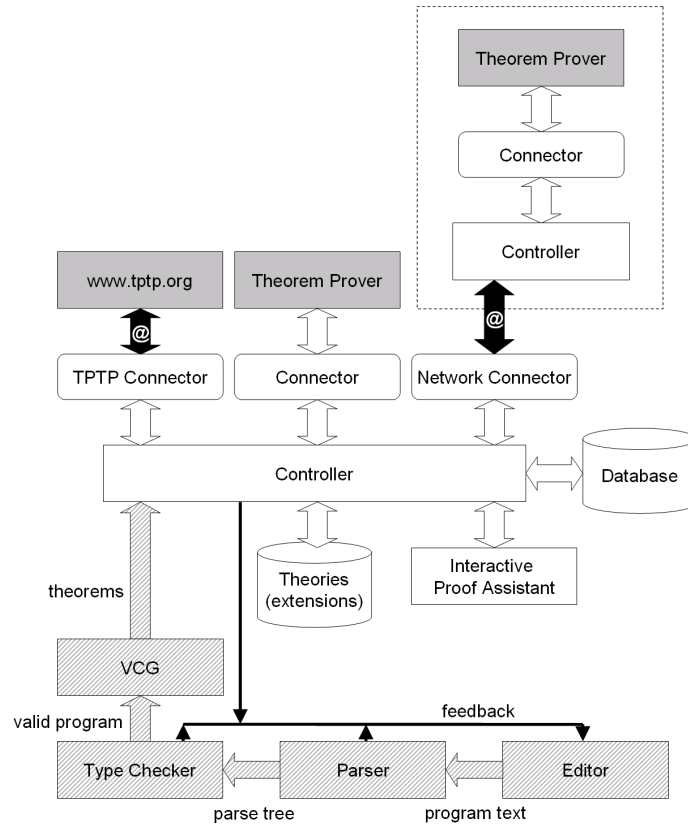 Theorem Prover
Connector
Controller
www.tptp.org
Theorem Prover
@
@
TPTP Connector
Connector
Network Connector
Controller
Database
Theories
(extensions)
Interactive
Proof Assistant
theorems
VCG
valid program
feedback
Type Checker
Parser
Editor
parse tree
program text